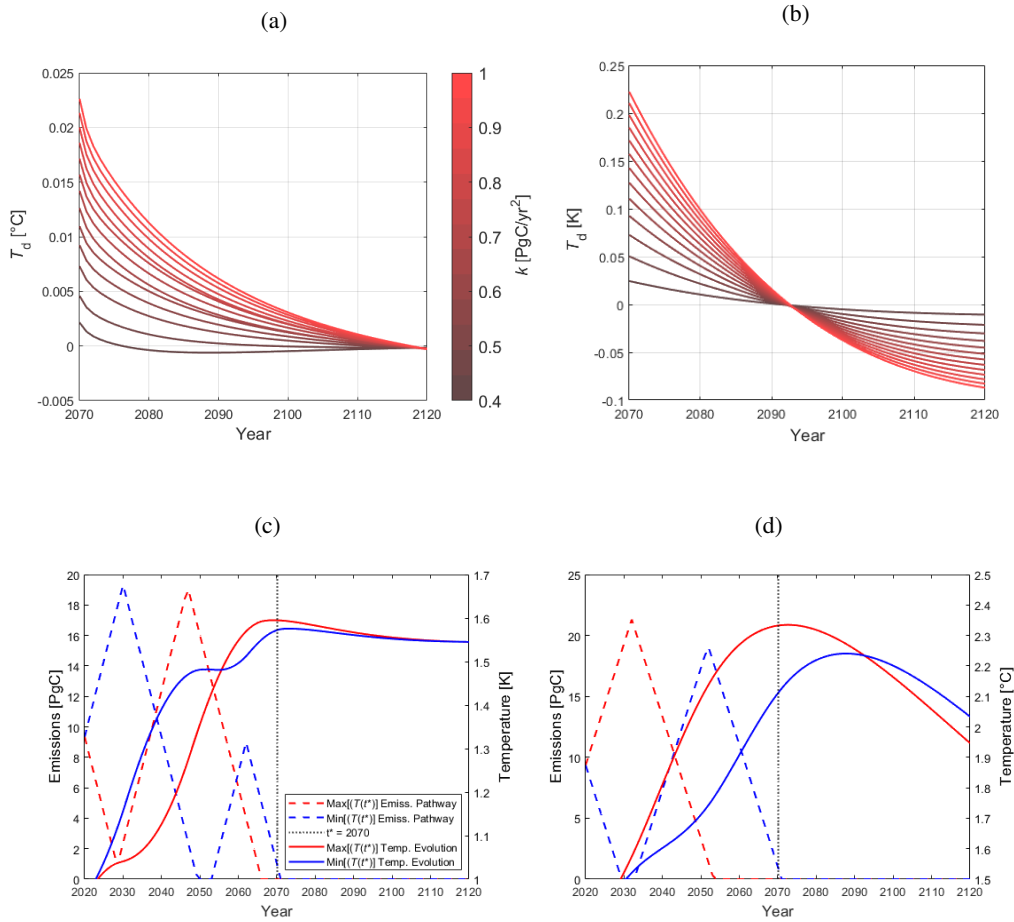 (a)
(b)
0.025
0.02
0.015
0.01
0.005
0
-0.005
T_d [°C]
2070 2080 2090 2100 2110 2120
Year
1
0.9
0.8
0.7
0.6
0.5
0.4
k [PgC/yr²]
0.25
0.2
0.15
0.1
0.05
0
-0.05
-0.1
T_d [K]
2070 2080 2090 2100 2110 2120
Year
(c)
(d)
20
18
16
14
12
10
8
6
4
2
0
Emissions [PgC]
2020 2030 2040 2050 2060 2070 2080 2090 2100 2110 2120
Year
1.7
1.6
1.5
1.4
1.3
1.2
1.1
1
Temperature [K]
Max[(T(t*)] Emiss. Pathway
Min[(T(t*)] Emiss. Pathway
t* = 2070
Max[(T(t*)] Temp. Evolution
Min[(T(t*)] Temp. Evolution
25
20
15
10
5
0
Emissions [PgC]
2020 2030 2040 2050 2060 2070 2080 2090 2100 2110 2120
Year
2.5
2.4
2.3
2.2
2.1
2
1.9
1.8
1.7
1.6
1.5
Temperature [°C]